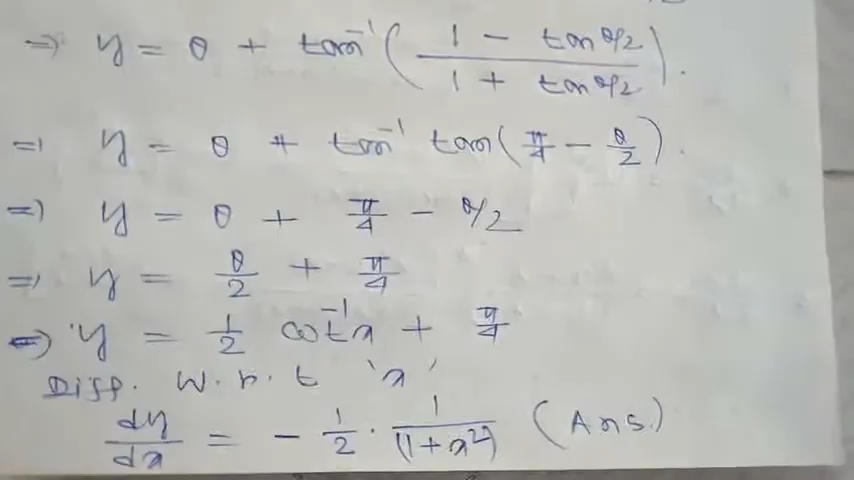 ⇒ y = θ + tan⁻¹ ( (1 - tan θ/2) / (1 + tan θ/2) ).
⇒ y = θ + tan⁻¹ tan(π/4 - θ/2).
⇒ y = θ + π/4 - θ/2
⇒ y = θ/2 + π/4
⇒ y = 1/2 cot⁻¹x + π/4
Diff. w.r.t 'x'
dy/dx = - 1/2 · 1/(1+x²) (Ans.)